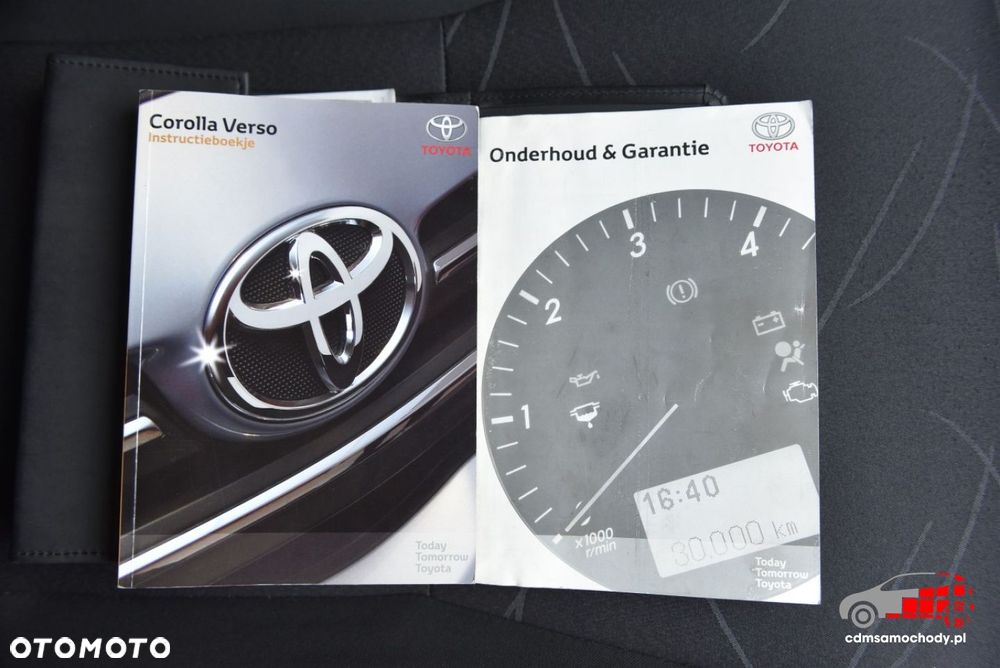 Corolla Verso
Instructieboekje
TOYOTA
Today
Tomorrow
Toyota
Onderhoud & Garantie
TOYOTA
1
2
3
4
16:40
30.000 km
x1000
r/min
Today
Tomorrow
Toyota
OTOMOTO
cdmsamochody.pl